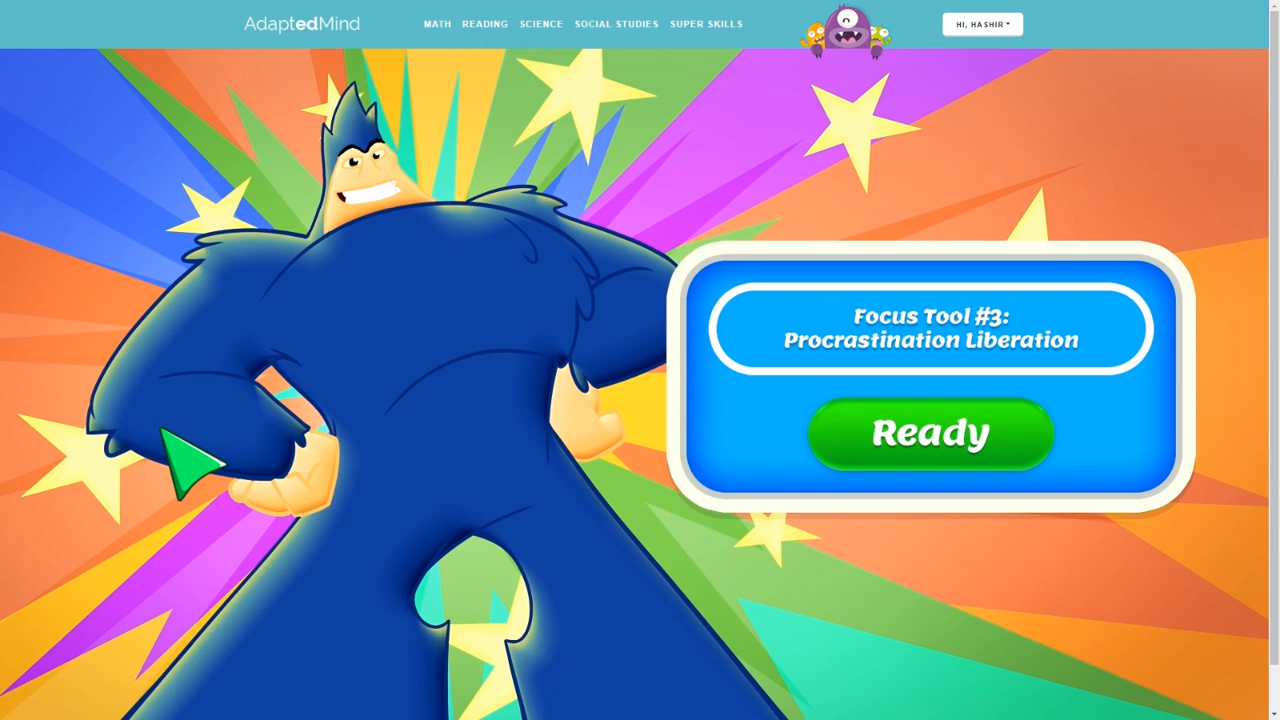 AdaptedMind
MATH READING SCIENCE SOCIAL STUDIES SUPER SKILLS
HI, HASHIR
Focus Tool #3:
Procrastination Liberation
Ready